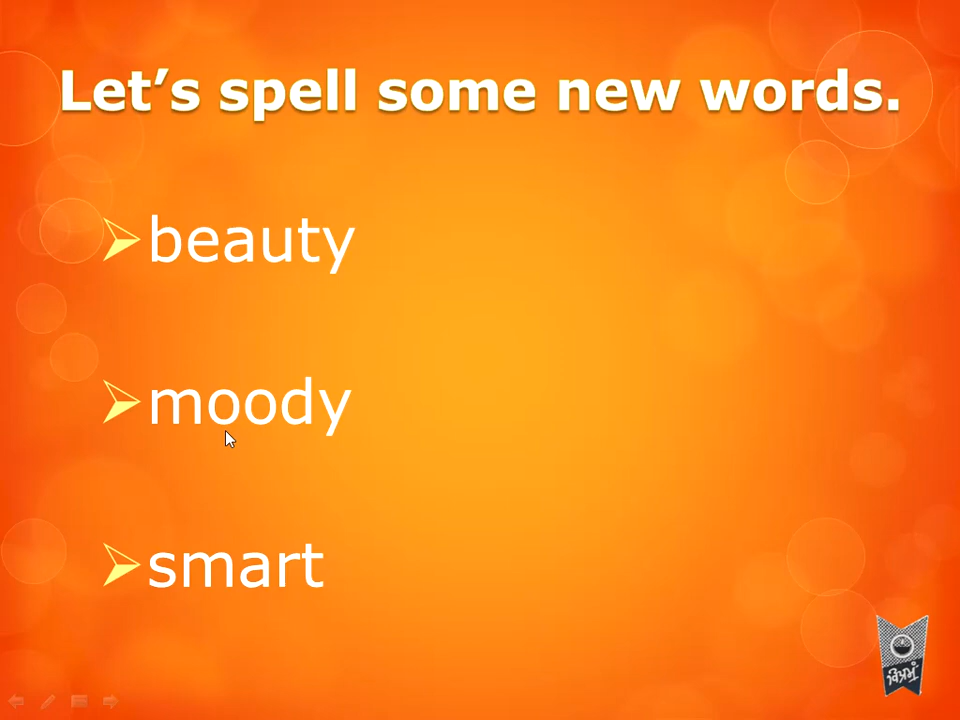 Let’s spell some new words.
beauty
moody
smart